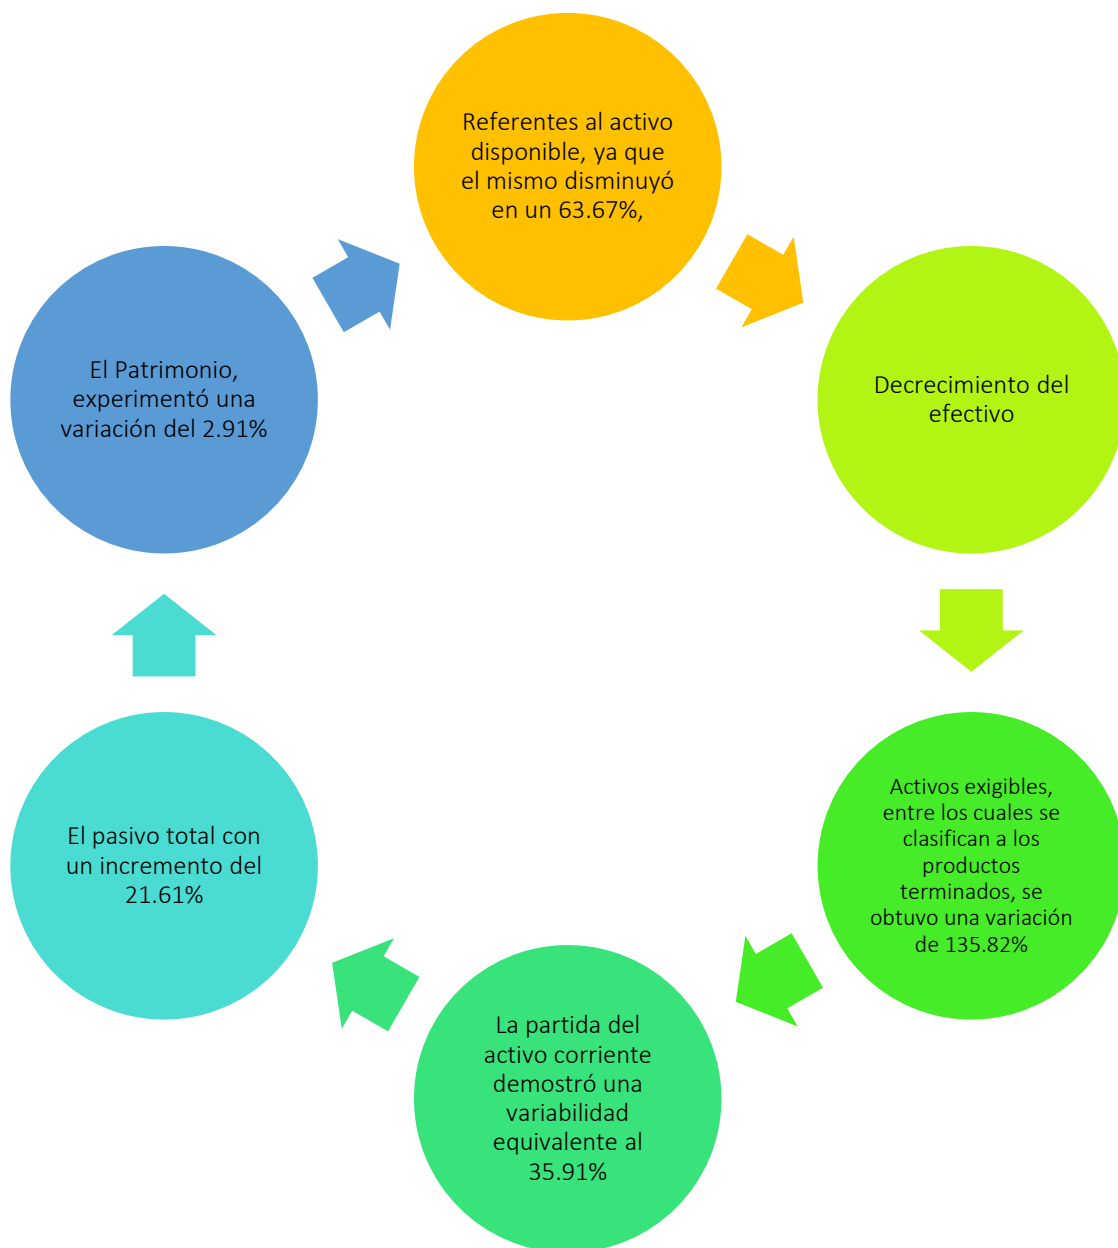 Referentes al activo
disponible, ya que
el mismo disminuyó
en un 63.67%,
Decrecimiento del
efectivo
Activos exigibles,
entre los cuales se
clasifican a los
productos
terminados, se
obtuvo una variación
de 135.82%
La partida del
activo corriente
demostró una
variabilidad
equivalente al
35.91%
El pasivo total con
un incremento del
21.61%
El Patrimonio,
experimentó una
variación del 2.91%